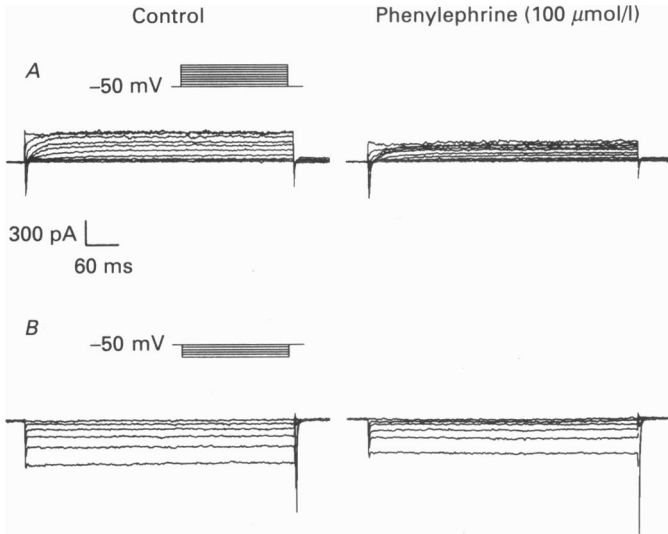 Control
Phenylephrine (100 μmol/l)
A
−50 mV
300 pA
60 ms
B
−50 mV